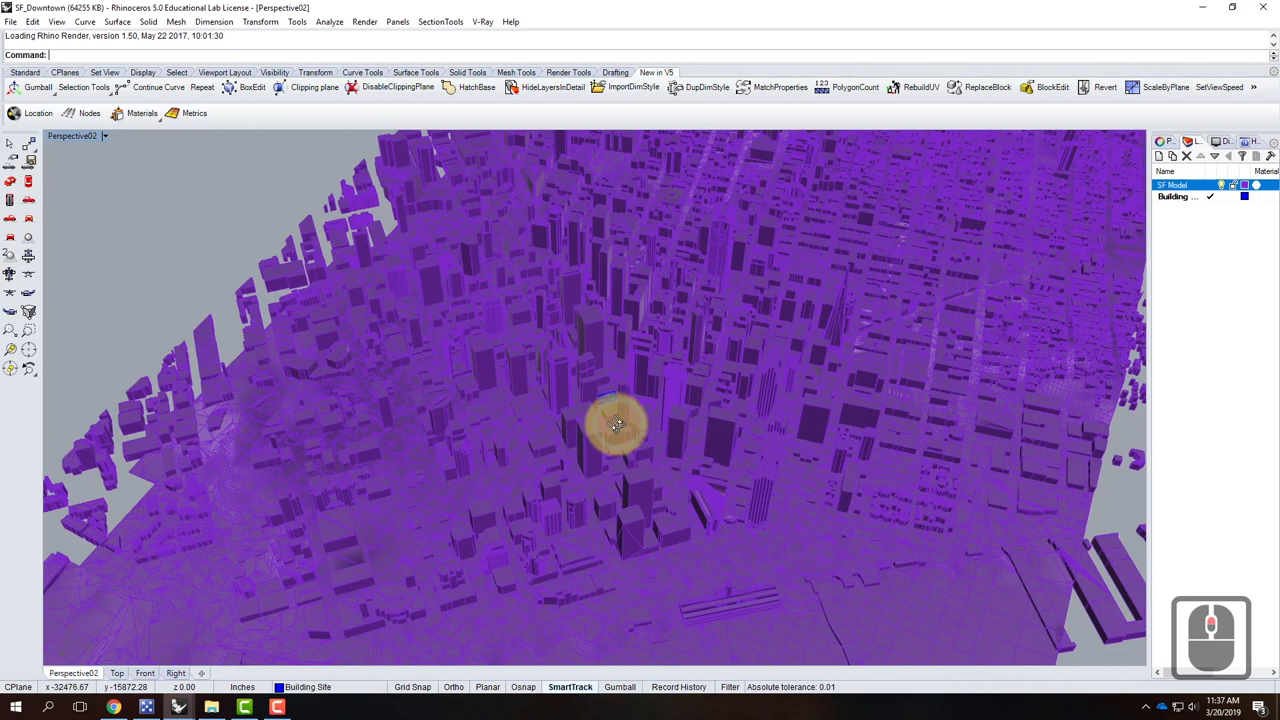 SF_Downtown (64255 KB) - Rhinoceros 5.0 Educational Lab License - [Perspective02]
File Edit View Curve Surface Solid Mesh Dimension Transform Tools Analyze Render Panels SectionTools V-Ray Help
Loading Rhino Render, version 1.50, May 22 2017, 10:01:30
Command:
Standard CPlanes Set View Display Select Viewport Layout Visibility Transform Curve Tools Surface Tools Solid Tools Mesh Tools Render Tools Drafting New in V5
Gumball Selection Tools Continue Curve Repeat BoxEdit Clipping plane DisableClippingPlane HatchBase HideLayersInDetail ImportDimStyle DupDimStyle MatchProperties 123 PolygonCount RebuildUV ReplaceBlock BlockEdit Revert ScaleByPlane SetViewSpeed »
Location Nodes Materials Metrics
Perspective02
P... L... Di... H...
Name Material
SF Model
Building ...
Perspective02 Top Front Right
CPlane x -32476.67 y -15872.28 z 0.00 Inches Building Site Grid Snap Ortho Planar Osnap SmartTrack Gumball Record History Filter Absolute tolerance: 0.01
11:37 AM
3/20/2019